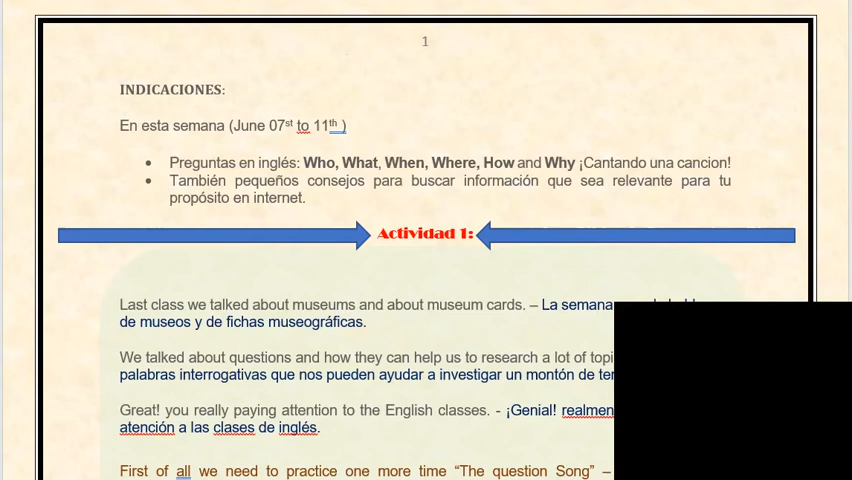 1
INDICACIONES:
En esta semana (June 07st to 11th )
• Preguntas en inglés: Who, What, When, Where, How and Why ¡Cantando una cancion!
• También pequeños consejos para buscar información que sea relevante para tu
propósito en internet.
Actividad 1:
Last class we talked about museums and about museum cards. – La semana
de museos y de fichas museográficas.
We talked about questions and how they can help us to research a lot of
palabras interrogativas que nos pueden ayudar a investigar un montón de
Great! you really paying attention to the English classes. - ¡Genial!
atención a las clases de inglés.
First of all we need to practice one more time “The question Song” –